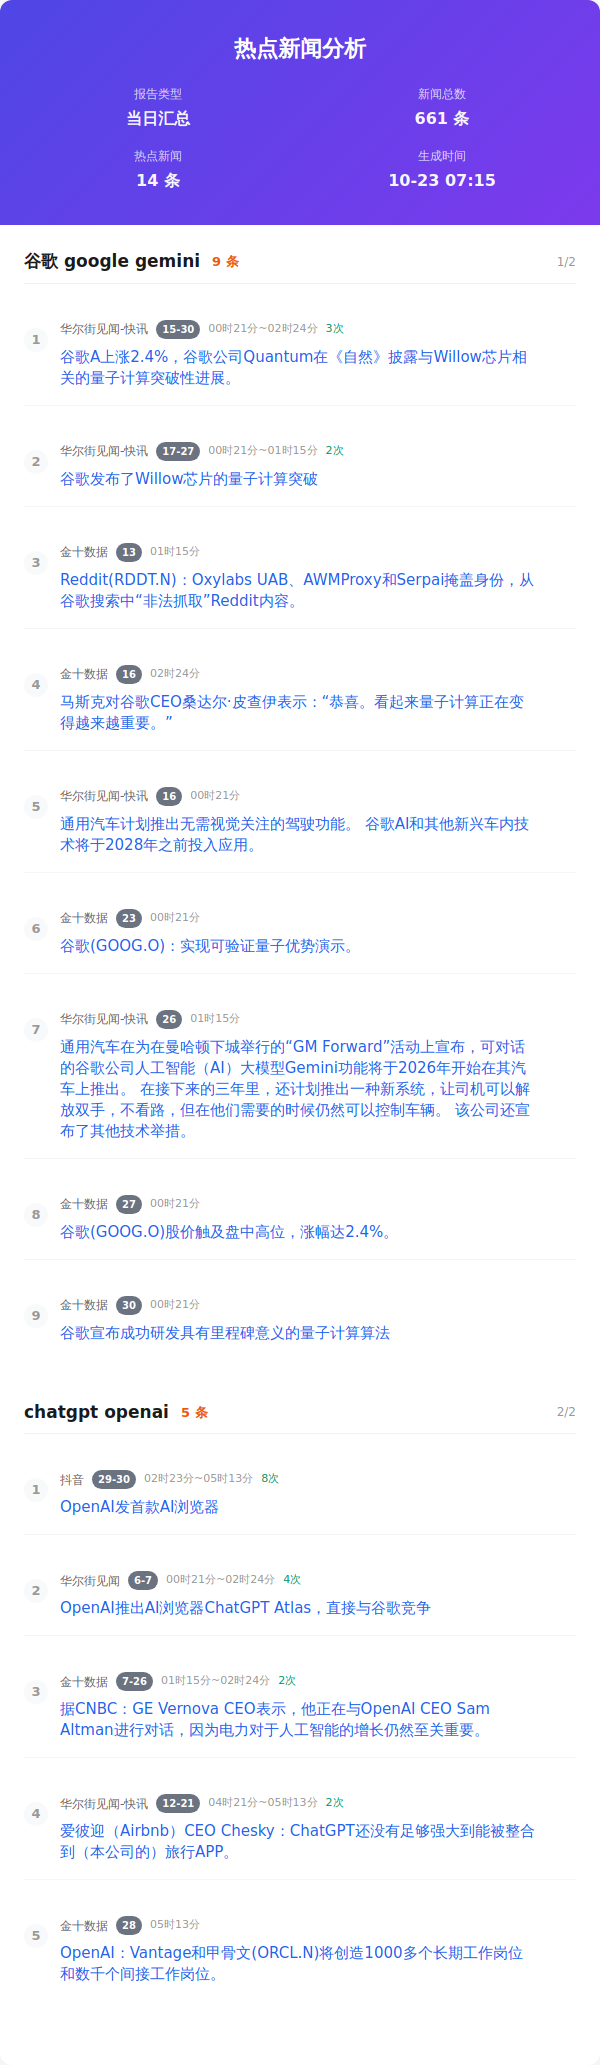 热点新闻分析
报告类型
新闻总数
当日汇总
661 条
热点新闻
生成时间
14 条
10-23 07:15
谷歌 google gemini 9 条 1/2
1
华尔街见闻-快讯 15-30 00时21分~02时24分 3次
谷歌A上涨2.4%，谷歌公司Quantum在《自然》披露与Willow芯片相
关的量子计算突破性进展。
2
华尔街见闻-快讯 17-27 00时21分~01时15分 2次
谷歌发布了Willow芯片的量子计算突破
3
金十数据 13 01时15分
Reddit(RDDT.N)：Oxylabs UAB、AWMProxy和Serpai掩盖身份，从
谷歌搜索中“非法抓取”Reddit内容。
4
金十数据 16 02时24分
马斯克对谷歌CEO桑达尔·皮查伊表示：“恭喜。看起来量子计算正在变
得越来越重要。”
5
华尔街见闻-快讯 16 00时21分
通用汽车计划推出无需视觉关注的驾驶功能。 谷歌AI和其他新兴车内技
术将于2028年之前投入应用。
6
金十数据 23 00时21分
谷歌(GOOG.O)：实现可验证量子优势演示。
7
华尔街见闻-快讯 26 01时15分
通用汽车在为在曼哈顿下城举行的“GM Forward”活动上宣布，可对话
的谷歌公司人工智能（AI）大模型Gemini功能将于2026年开始在其汽
车上推出。 在接下来的三年里，还计划推出一种新系统，让司机可以解
放双手，不看路，但在他们需要的时候仍然可以控制车辆。 该公司还宣
布了其他技术举措。
8
金十数据 27 00时21分
谷歌(GOOG.O)股价触及盘中高位，涨幅达2.4%。
9
金十数据 30 00时21分
谷歌宣布成功研发具有里程碑意义的量子计算算法
chatgpt openai 5 条 2/2
1
抖音 29-30 02时23分~05时13分 8次
OpenAI发首款AI浏览器
2
华尔街见闻 6-7 00时21分~02时24分 4次
OpenAI推出AI浏览器ChatGPT Atlas，直接与谷歌竞争
3
金十数据 7-26 01时15分~02时24分 2次
据CNBC：GE Vernova CEO表示，他正在与OpenAI CEO Sam
Altman进行对话，因为电力对于人工智能的增长仍然至关重要。
4
华尔街见闻-快讯 12-21 04时21分~05时13分 2次
爱彼迎（Airbnb）CEO Chesky：ChatGPT还没有足够强大到能被整合
到（本公司的）旅行APP。
5
金十数据 28 05时13分
OpenAI：Vantage和甲骨文(ORCL.N)将创造1000多个长期工作岗位
和数千个间接工作岗位。